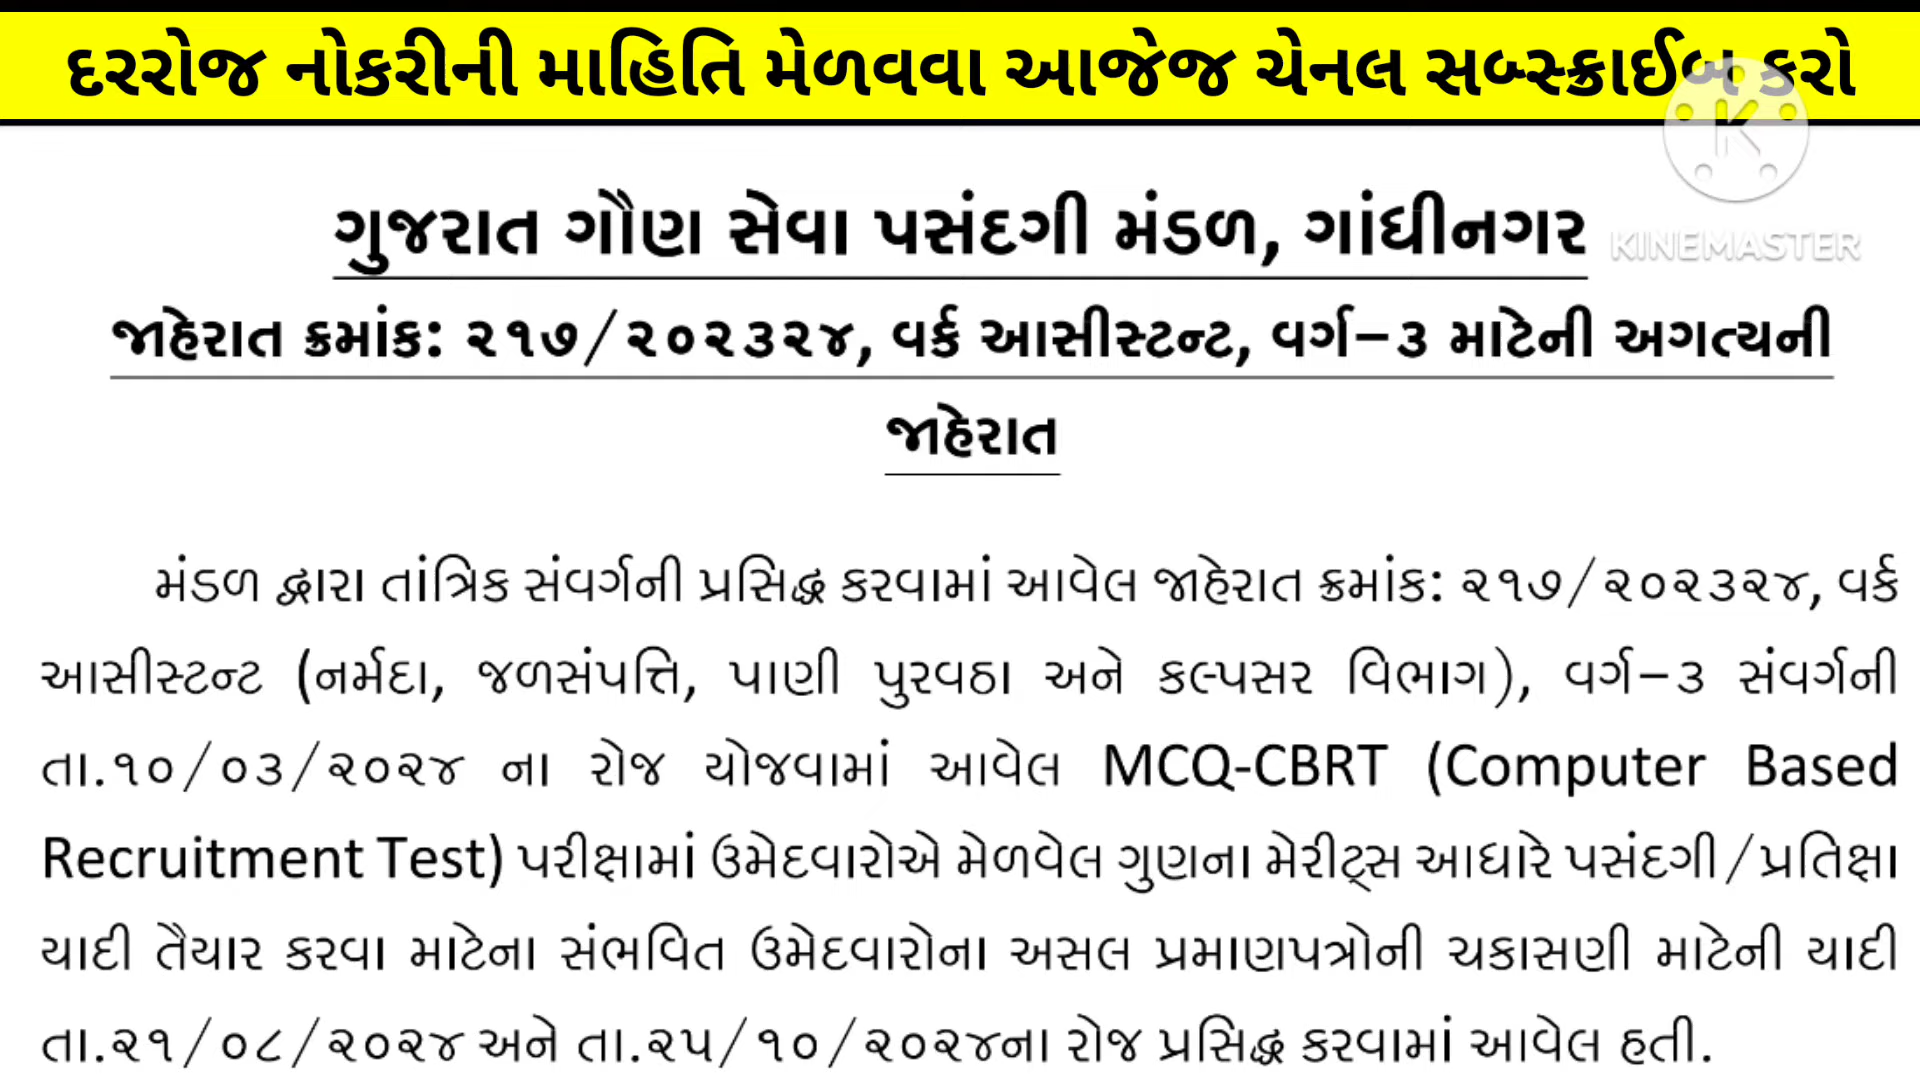 દરરોજ નોકરીની માહિતિ મેળવવા આજેજ ચેનલ સબ્સ્ક્રાઈબ કરો
KINEMASTER
ગુજરાત ગૌણ સેવા પસંદગી મંડળ, ગાંધીનગર
જાહેરાત ક્રમાંક: ૨૧૭/૨૦૨૩૨૪, વર્ક આસીસ્ટન્ટ, વર્ગ-૩ માટેની અગત્યની
જાહેરાત
મંડળ દ્વારા તાંત્રિક સંવર્ગની પ્રસિદ્ધ કરવામાં આવેલ જાહેરાત ક્રમાંક: ૨૧૭/૨૦૨૩૨૪, વર્ક
આસીસ્ટન્ટ (નર્મદા, જળસંપત્તિ, પાણી પુરવઠા અને કલ્પસર વિભાગ), વર્ગ-૩ સંવર્ગની
તા.૧૦/૦૩/૨૦૨૪ ના રોજ યોજવામાં આવેલ MCQ-CBRT (Computer Based
Recruitment Test) પરીક્ષામાં ઉમેદવારોએ મેળવેલ ગુણના મેરીટ્સ આધારે પસંદગી/પ્રતિક્ષા
યાદી તૈયાર કરવા માટેના સંભવિત ઉમેદવારોના અસલ પ્રમાણપત્રોની ચકાસણી માટેની યાદી
તા.૨૧/૦૮/૨૦૨૪ અને તા.૨૫/૧૦/૨૦૨૪ના રોજ પ્રસિદ્ધ કરવામાં આવેલ હતી.